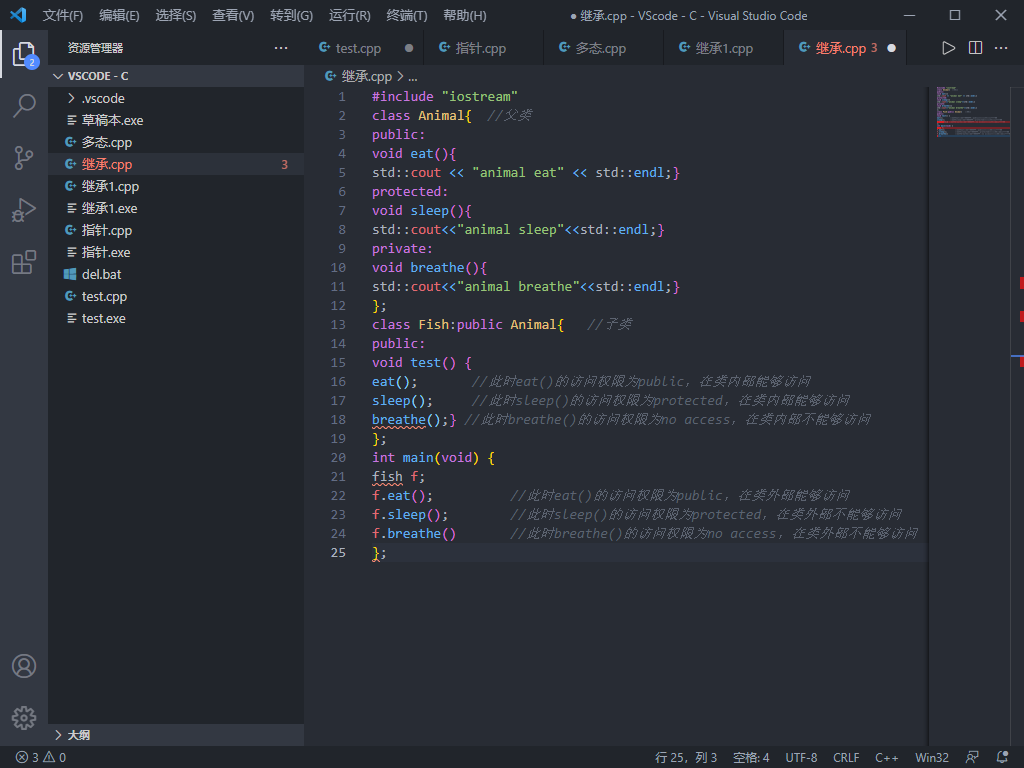 文件(F) 编辑(E) 选择(S) 查看(V) 转到(G) 运行(R) 终端(T) 帮助(H) ● 继承.cpp - VScode - C - Visual Studio Code
资源管理器 ···
test.cpp ● 指针.cpp 多态.cpp 继承1.cpp 继承.cpp 3 ●
2
VSCODE - C
.vscode
草稿本.exe
多态.cpp
继承.cpp 3
继承1.cpp
继承1.exe
指针.cpp
指针.exe
del.bat
test.cpp
test.exe
大纲
继承.cpp > ...
1 #include "iostream"
2 class Animal{  //父类
3 public:
4 void eat(){
5 std::cout << "animal eat" << std::endl;}
6 protected:
7 void sleep(){
8 std::cout<<"animal sleep"<<std::endl;}
9 private:
10 void breathe(){
11 std::cout<<"animal breathe"<<std::endl;}
12 };
13 class Fish:public Animal{   //子类
14 public:
15 void test() {
16 eat();       //此时eat()的访问权限为public，在类内部能够访问
17 sleep();     //此时sleep()的访问权限为protected，在类内部能够访问
18 breathe();} //此时breathe()的访问权限为no access，在类内部不能够访问
19 };
20 int main(void) {
21 fish f;
22 f.eat();          //此时eat()的访问权限为public，在类外部能够访问
23 f.sleep();        //此时sleep()的访问权限为protected，在类外部不能够访问
24 f.breathe()       //此时breathe()的访问权限为no access，在类外部不能够访问
25 };
3 0 行 25，列 3 空格: 4 UTF-8 CRLF C++ Win32